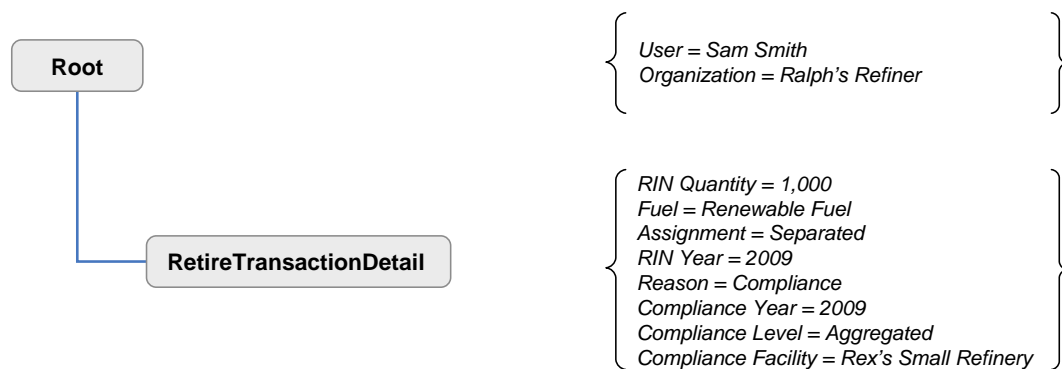 Root
User = Sam Smith
Organization = Ralph's Refiner
RetireTransactionDetail
RIN Quantity = 1,000
Fuel = Renewable Fuel
Assignment = Separated
RIN Year = 2009
Reason = Compliance
Compliance Year = 2009
Compliance Level = Aggregated
Compliance Facility = Rex's Small Refinery